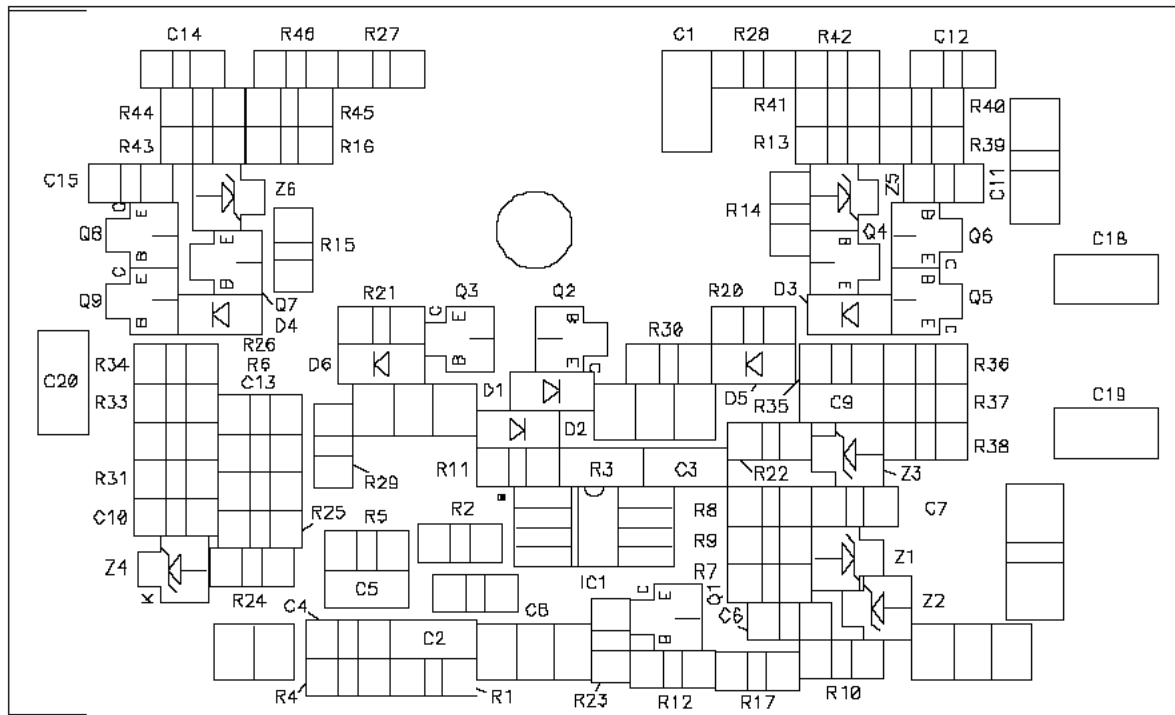 C14 R46 R27 C1 R28 R42 C12
R44 R45 R41 R40
R43 R16 R13 R39
C15 Z6 Z5 C11
R14
Q8 C E B R15 Q4 B E B E C Q6 C18
Q9 C E B Q7 E B D3 B E C Q5
D4
R21 C Q3 E B Q2 B E C R20
R26 R30
C20 R34 R6 D6 R36
R33 C13 D1 D5 R35 C9 R37 C19
D2 R38
R31 R29 R11 R3 C3 R22 Z3
C10 R25 R5 R2 R8 C7
Z4 R9 Z1
K R24 C5 IC1 R7
C4 C8 C E B Q1 C6 Z2
C2
R4 R1 R23 R12 R17 R10